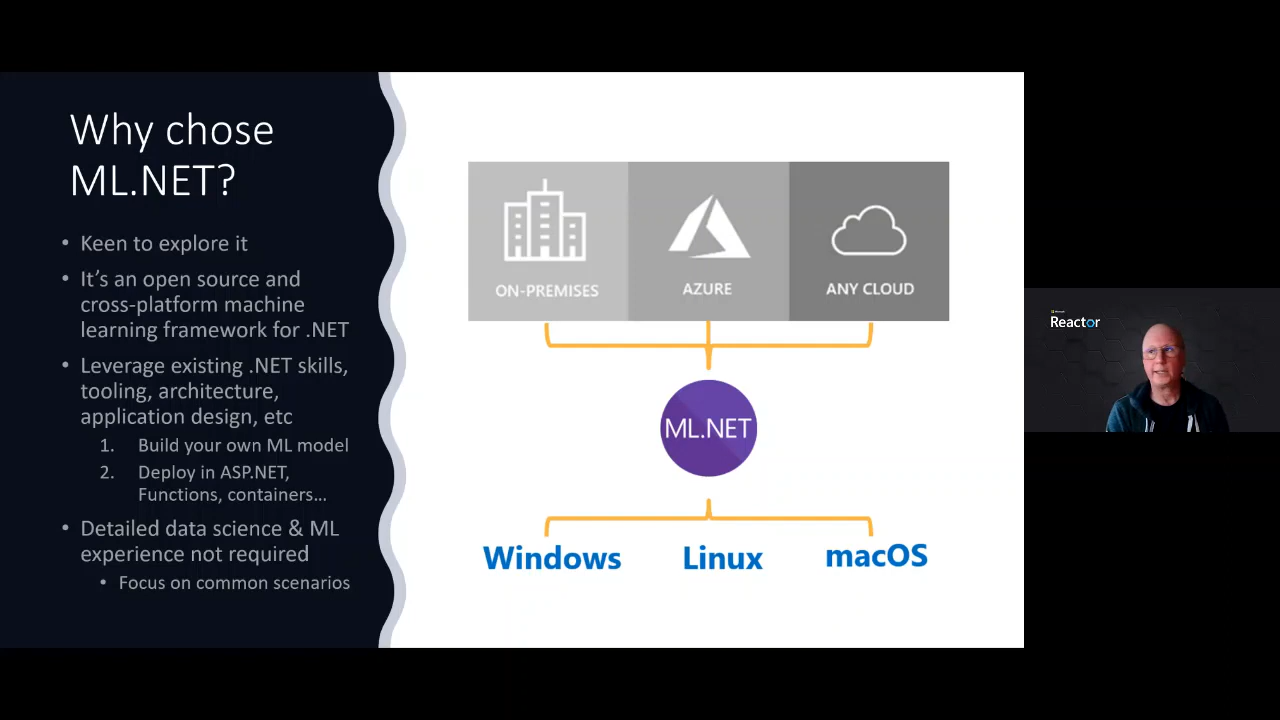 Why chose
ML.NET?
• Keen to explore it
• It’s an open source and
cross-platform machine
learning framework for .NET
• Leverage existing .NET skills,
tooling, architecture,
application design, etc
1. Build your own ML model
2. Deploy in ASP.NET,
Functions, containers…
• Detailed data science & ML
experience not required
• Focus on common scenarios
ON-PREMISES
AZURE
ANY CLOUD
ML.NET
Windows
Linux
macOS
Reactor